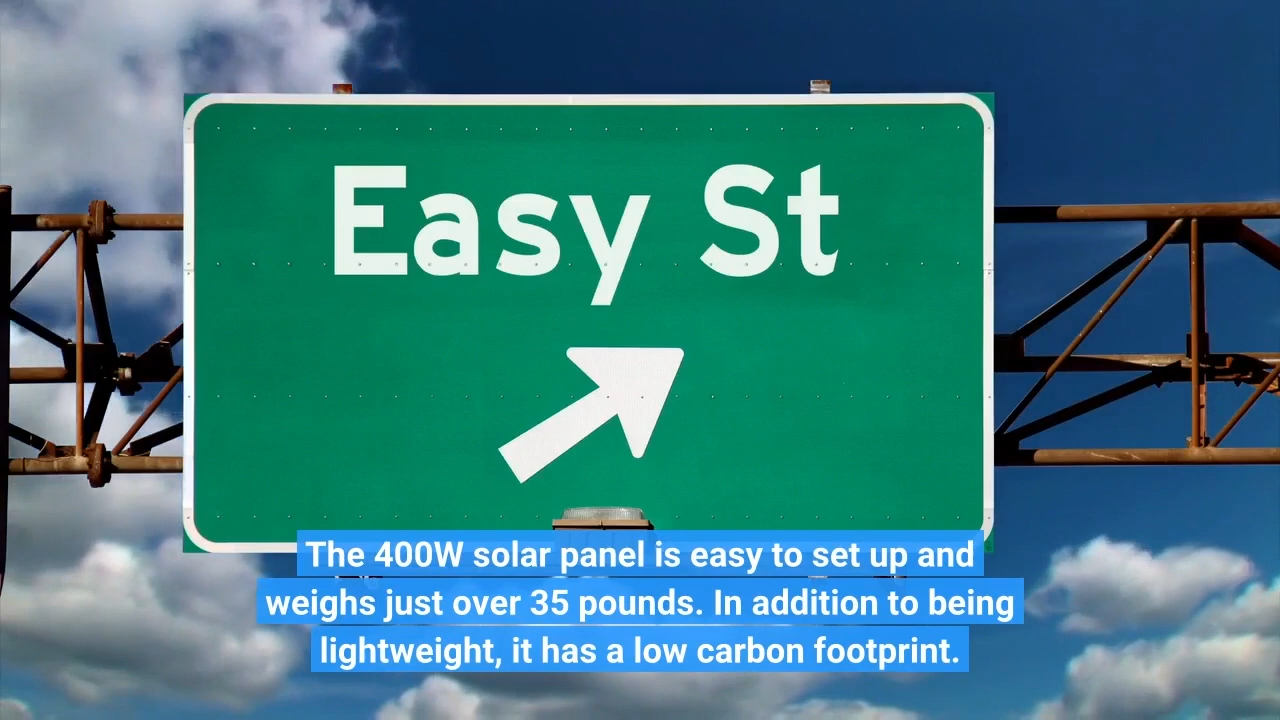 Easy St
The 400W solar panel is easy to set up and
weighs just over 35 pounds. In addition to being
lightweight, it has a low carbon footprint.